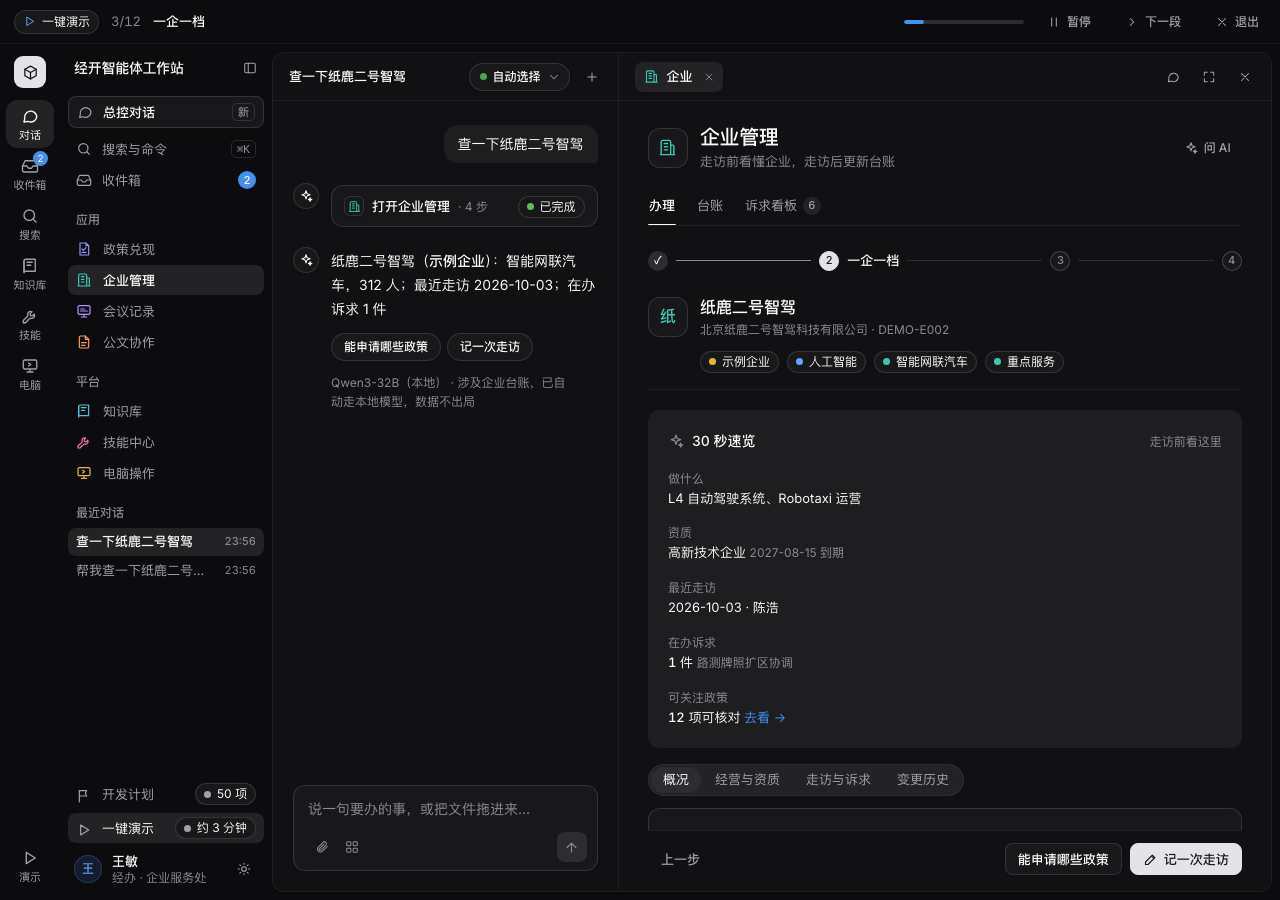 一键演示 3/12 一企一档 暂停 下一段 退出
对话
2
收件箱
搜索
知识库
技能
电脑
演示
经开智能体工作站
总控对话 新
搜索与命令 ⌘K
收件箱 2
应用
政策兑现
企业管理
会议记录
公文协作
平台
知识库
技能中心
电脑操作
最近对话
查一下纸鹿二号智驾 23:56
帮我查一下纸鹿二号... 23:56
开发计划 50 项
一键演示 约 3 分钟
王 王敏
经办 · 企业服务处
查一下纸鹿二号智驾 自动选择
查一下纸鹿二号智驾
打开企业管理 · 4 步 已完成
纸鹿二号智驾（示例企业）：智能网联汽
车，312 人；最近走访 2026-10-03；在办
诉求 1 件
能申请哪些政策 记一次走访
Qwen3-32B（本地） · 涉及企业台账，已自
动走本地模型，数据不出局
说一句要办的事，或把文件拖进来...
企业
企业管理
走访前看懂企业，走访后更新台账
问 AI
办理 台账 诉求看板 6
2 一企一档 3 4
纸 纸鹿二号智驾
北京纸鹿二号智驾科技有限公司 · DEMO-E002
示例企业 人工智能 智能网联汽车 重点服务
30 秒速览 走访前看这里
做什么
L4 自动驾驶系统、Robotaxi 运营
资质
高新技术企业 2027-08-15 到期
最近走访
2026-10-03 · 陈浩
在办诉求
1 件 路测牌照扩区协调
可关注政策
12 项可核对 去看 →
概况 经营与资质 走访与诉求 变更历史
上一步 能申请哪些政策 记一次走访